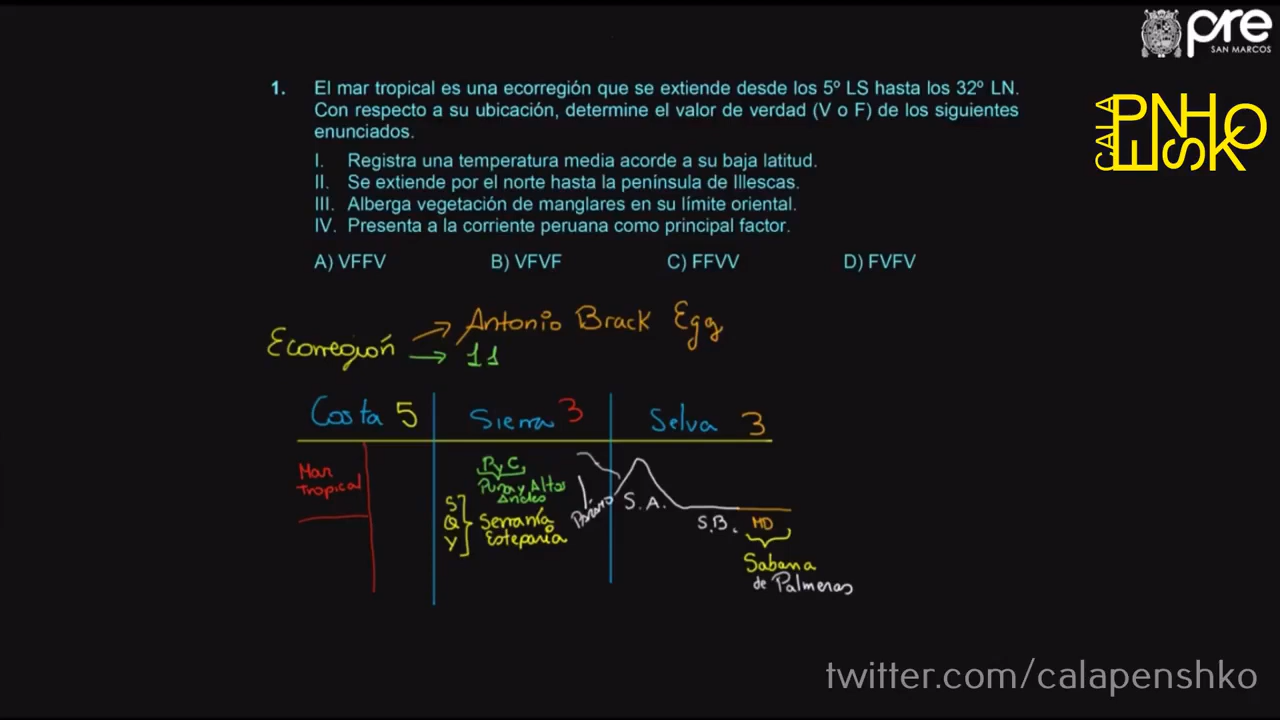 pre
SAN MARCOS
CALA
PENSHKO
1. El mar tropical es una ecorregión que se extiende desde los 5º LS hasta los 32º LN.
Con respecto a su ubicación, determine el valor de verdad (V o F) de los siguientes
enunciados.
I. Registra una temperatura media acorde a su baja latitud.
II. Se extiende por el norte hasta la península de Illescas.
III. Alberga vegetación de manglares en su límite oriental.
IV. Presenta a la corriente peruana como principal factor.
A) VFFV B) VFVF C) FFVV D) FVFV
Antonio Brack Egg
Ecorregión
11
Costa 5 Sierra 3 Selva 3
Mar
Tropical
P y C
Puna y Altos
Andes
S
Q
Y
Serranía
Esteparia
Páramo
S.A.
S.B.
MD
Sabana
de Palmeras
twitter.com/calapenshko